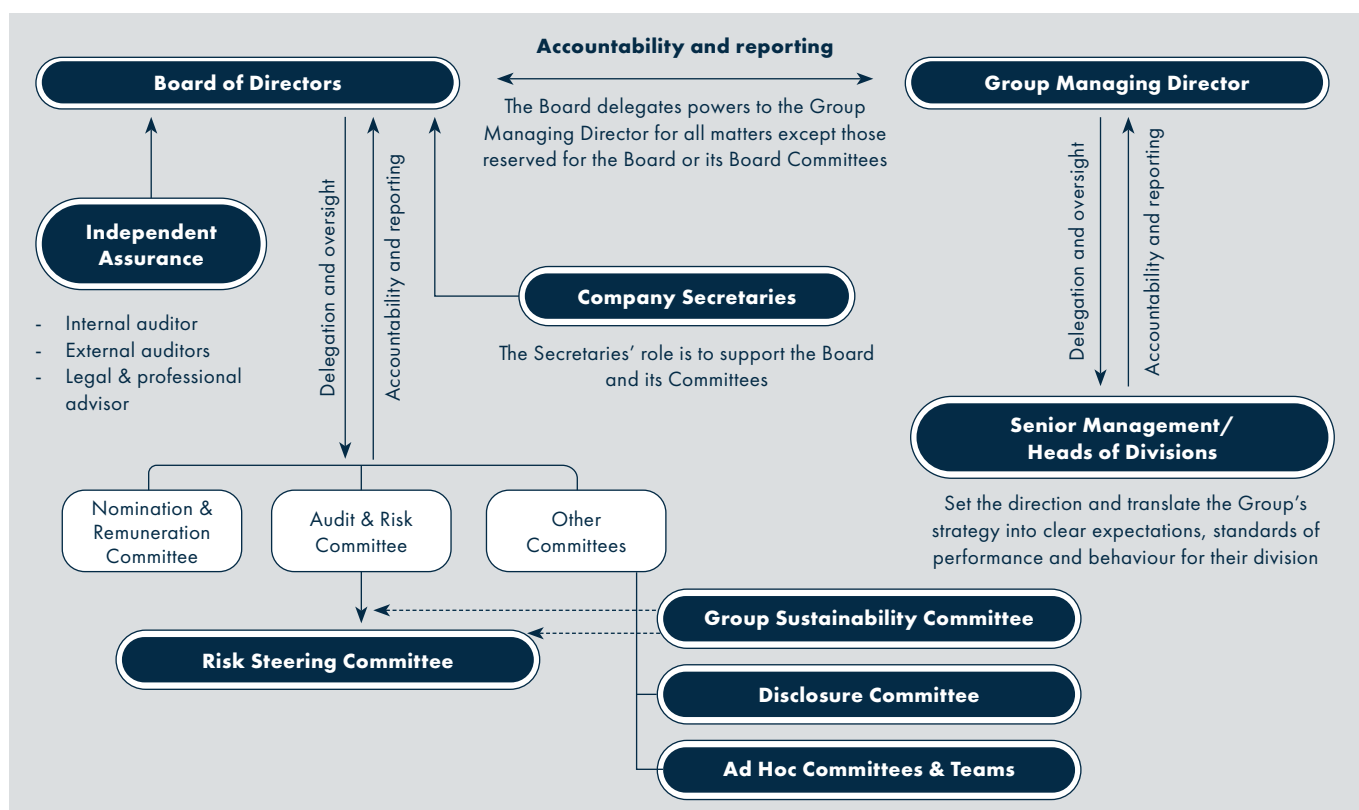 Accountability and reporting
Board of Directors
Group Managing Director
The Board delegates powers to the Group
Managing Director for all matters except those
reserved for the Board or its Board Committees
Independent
Assurance
- Internal auditor
- External auditors
- Legal & professional
advisor
Delegation and oversight
Accountability and reporting
Company Secretaries
The Secretaries’ role is to support the Board
and its Committees
Delegation and oversight
Accountability and reporting
Senior Management/
Heads of Divisions
Set the direction and translate the Group’s
strategy into clear expectations, standards of
performance and behaviour for their division
Nomination &
Remuneration
Committee
Audit & Risk
Committee
Other
Committees
Group Sustainability Committee
Risk Steering Committee
Disclosure Committee
Ad Hoc Committees & Teams